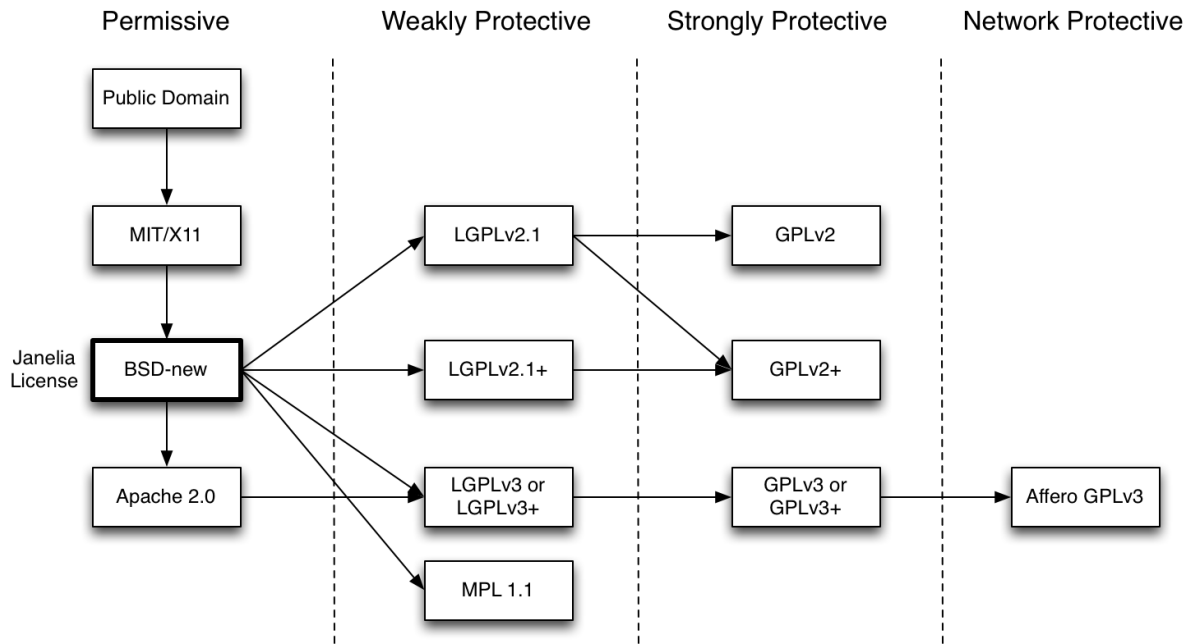 Permissive
Weakly Protective
Strongly Protective
Network Protective
Public Domain
MIT/X11
LGPLv2.1
GPLv2
Janelia
License
BSD-new
LGPLv2.1+
GPLv2+
Apache 2.0
LGPLv3 or
LGPLv3+
GPLv3 or
GPLv3+
Affero GPLv3
MPL 1.1